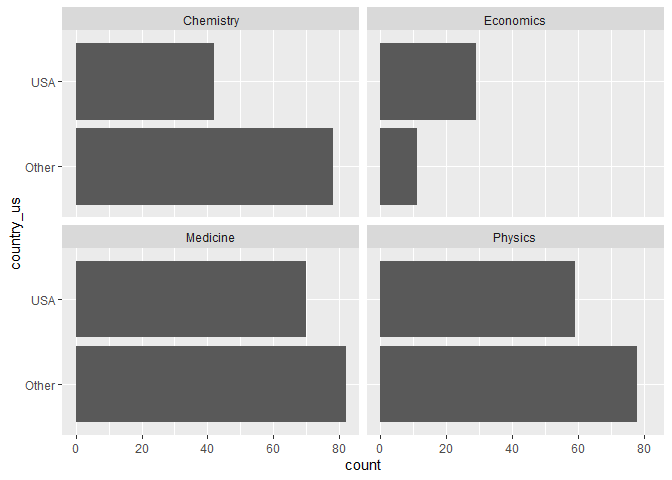 Chemistry
Economics
USA
Other
Medicine
Physics
USA
Other
country_us
0 20 40 60 80 0 20 40 60 80
count